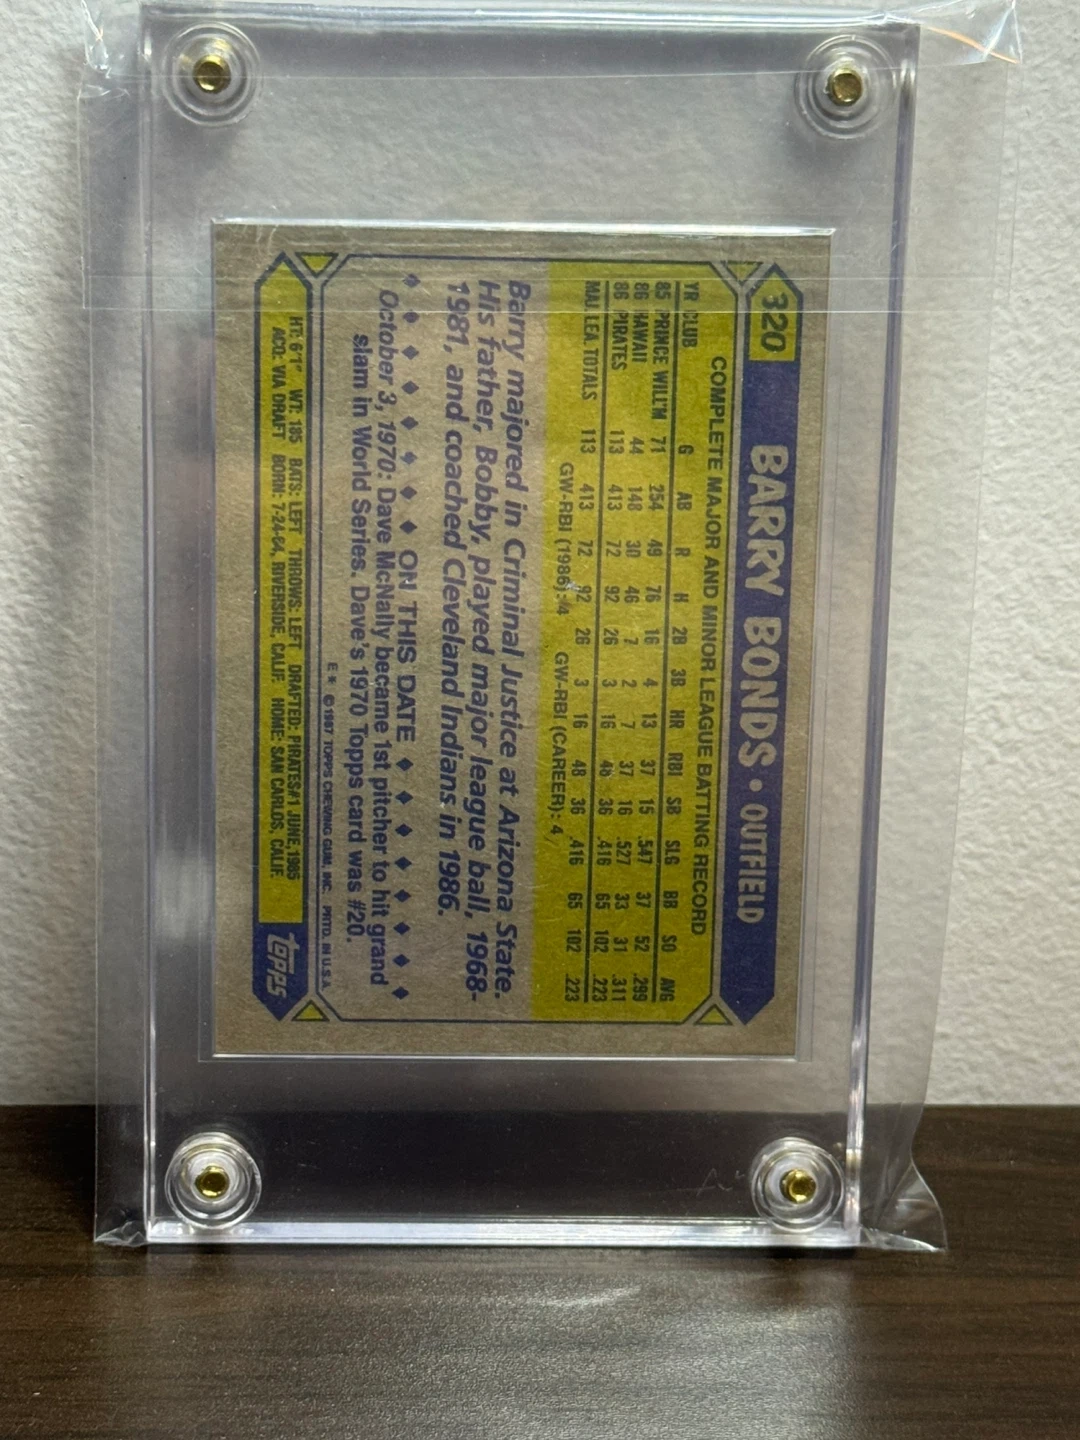 320 BARRY BONDS • OUTFIELD
COMPLETE MAJOR AND MINOR LEAGUE BATTING RECORD
YR CLUB G AB R H 2B 3B HR RBI SB SLG BB SO AVG
85 PRINCE WILL'M 71 254 49 76 16 4 13 37 15 .547 37 52 .299
86 HAWAII 44 148 30 46 7 2 7 37 16 .527 33 31 .311
86 PIRATES 113 413 72 92 26 3 16 48 36 .416 65 102 .223
MAJ. LEA. TOTALS 113 413 72 92 26 3 16 48 36 .416 65 102 .223
GW-RBI (1986): 4 GW-RBI (CAREER): 4
Barry majored in Criminal Justice at Arizona State.
His father, Bobby, played major league ball, 1968-
1981, and coached Cleveland Indians in 1986.
ON THIS DATE
October 3, 1970: Dave McNally became 1st pitcher to hit grand
slam in World Series. Dave's 1970 Topps card was #20.
E* © 1987 TOPPS CHEWING GUM, INC. PRTD. IN U.S.A.
HT: 6'1" WT: 185 BATS: LEFT THROWS: LEFT DRAFTED: PIRATES#1 JUNE, 1985
ACQ: VIA DRAFT BORN: 7-24-64, RIVERSIDE, CALIF. HOME: SAN CARLOS, CALIF.
topps